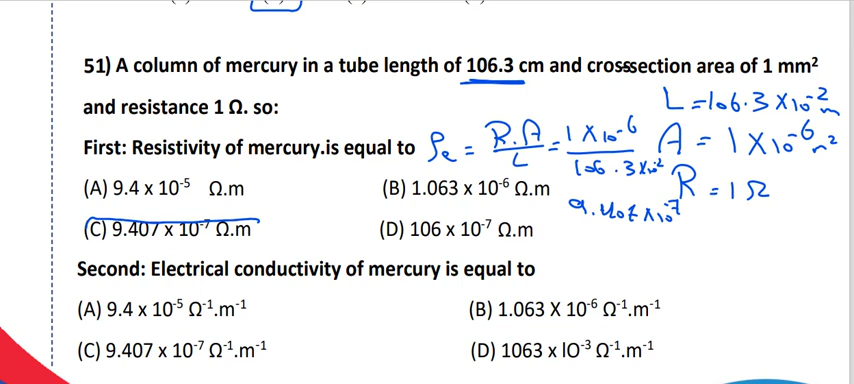 51) A column of mercury in a tube length of 106.3 cm and crosssection area of 1 mm²
and resistance 1 Ω. so:
L = 106.3 × 10⁻² m
First: Resistivity of mercury.is equal to
ρe = R.A / L = 1 × 10⁻⁶ / 106.3 × 10⁻²
A = 1 × 10⁻⁶ m²
(A) 9.4 x 10⁻⁵ Ω.m
(B) 1.063 x 10⁻⁶ Ω.m
R = 1 Ω
9.407 × 10⁻⁷
(C) 9.407 x 10⁻⁷ Ω.m
(D) 106 x 10⁻⁷ Ω.m
Second: Electrical conductivity of mercury is equal to
(A) 9.4 x 10⁻⁵ Ω⁻¹.m⁻¹
(B) 1.063 X 10⁻⁶ Ω⁻¹.m⁻¹
(C) 9.407 x 10⁻⁷ Ω⁻¹.m⁻¹
(D) 1063 x lO⁻³ Ω⁻¹.m⁻¹